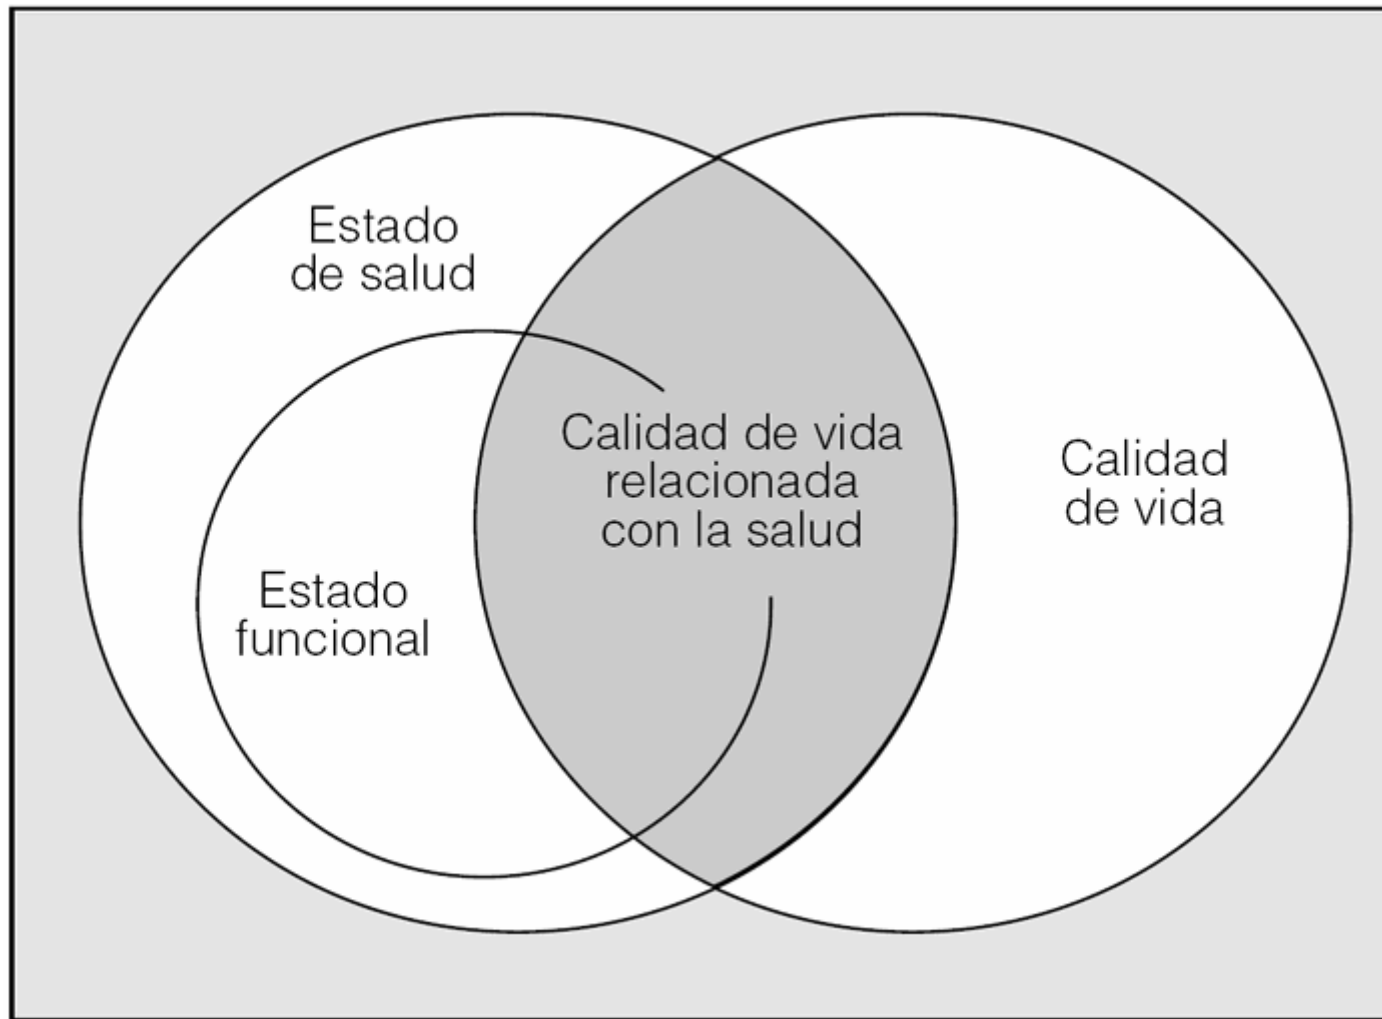 Estado
de salud
Calidad de vida
relacionada
con la salud
Calidad
de vida
Estado
funcional